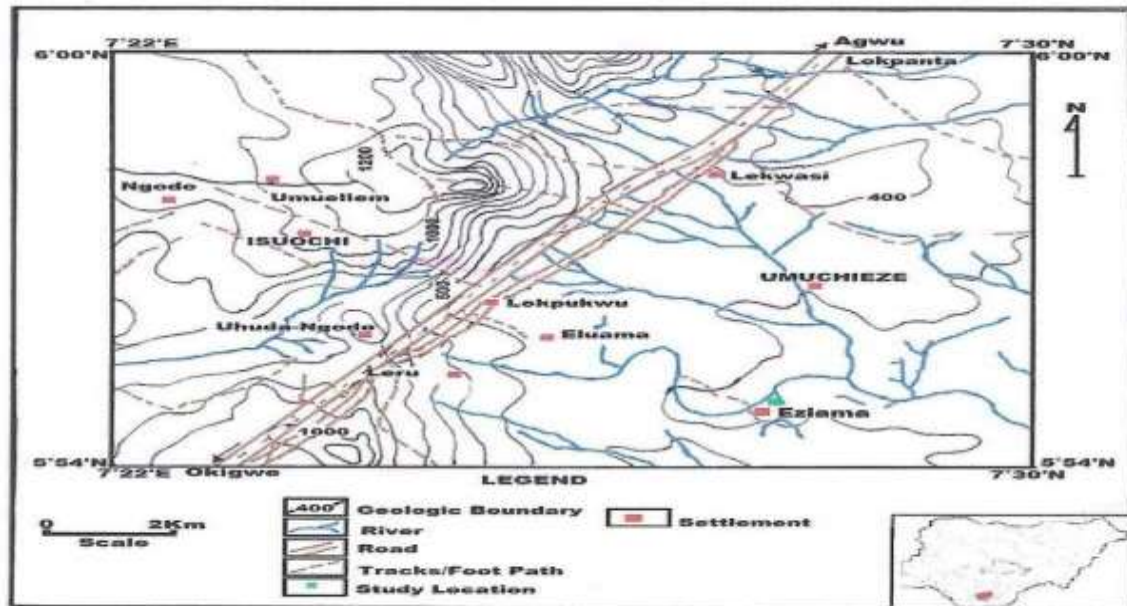 7°22'E
Agwu
7°30'N
6°00'N
Lokpanta
6°00'N
N
1200
Lekwasi
Ngodo
Umuellem
400
1000
ISUOCHI
UMUCHIEZE
500
Lokpukwu
Uhuda-Ngodo
Eluama
Leru
Eziama
1000
5°54'N
5°54'N
7°22'E
Okigwe
7°30'N
LEGEND
0 2Km
Scale
400 Geologic Boundary
River
Road
Tracks/Foot Path
Study Location
Settlement